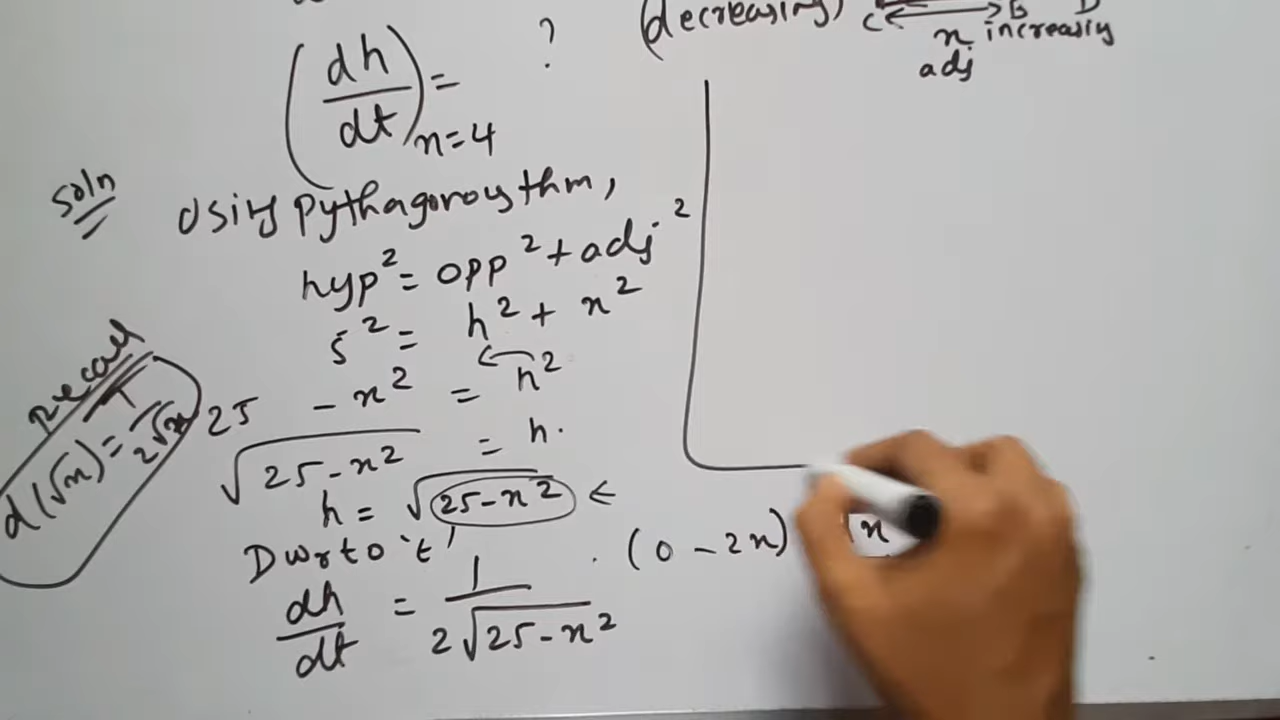 (decreasing) C B D
x increasing
adj
(dh/dt)x=4 = ?
Soln
Using Pythagorous thm,
hyp² = opp² + adj²
5² = h² + x²
25 - x² = h²
√25-x² = h.
h = √25-x² ←
Recall
d(√x) = 1/2√x
D w r to 't'
dh/dt = 1/2√25-x² . (0 - 2x)